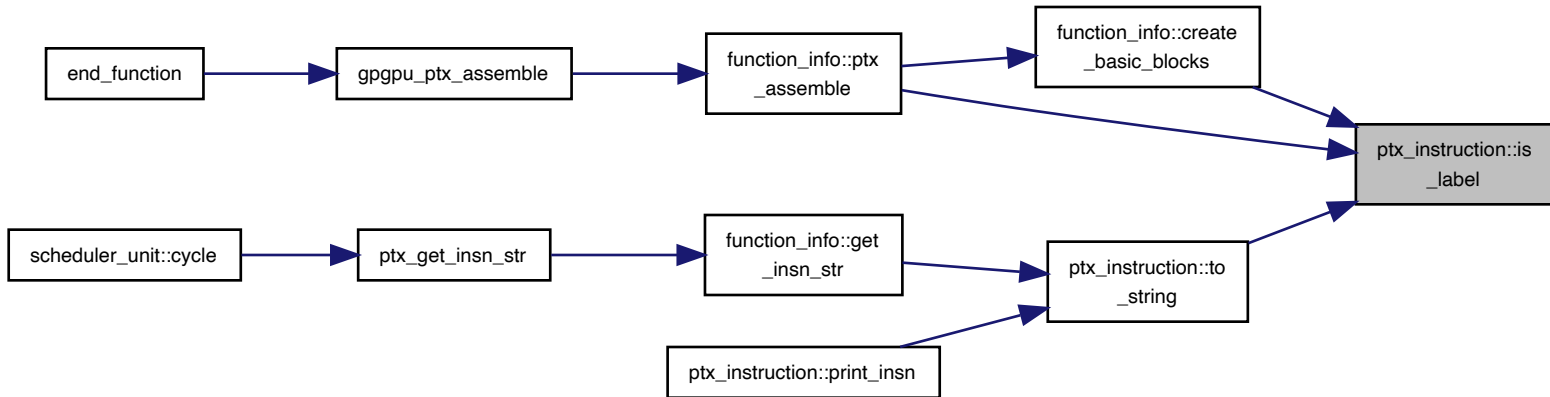 end_function
gpgpu_ptx_assemble
function_info::ptx
_assemble
function_info::create
_basic_blocks
ptx_instruction::is
_label
scheduler_unit::cycle
ptx_get_insn_str
function_info::get
_insn_str
ptx_instruction::to
_string
ptx_instruction::print_insn